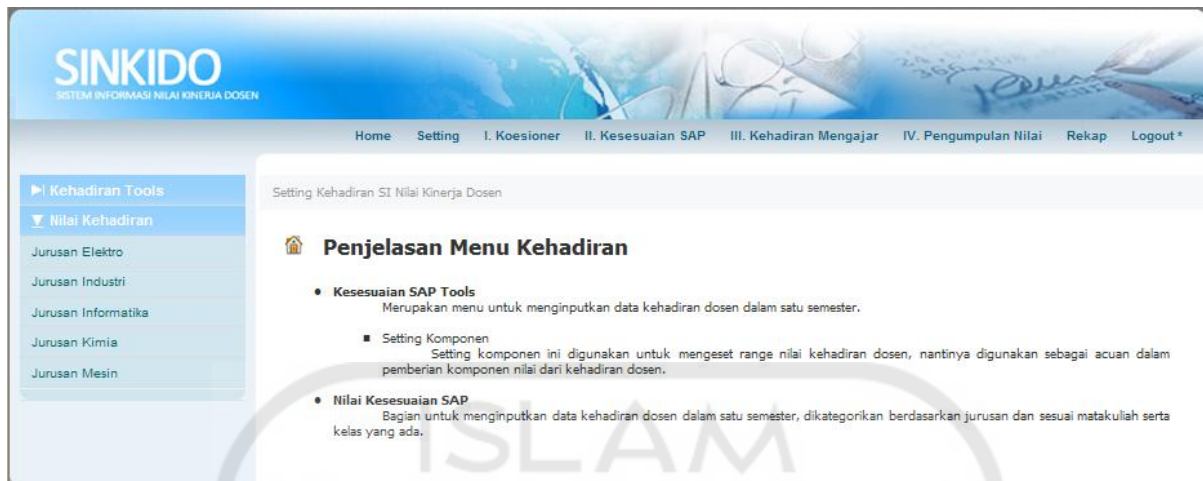 SINKIDO
SISTEM INFORMASI NILAI KINERJA DOSEN
Home Setting I. Koesioner II. Kesesuaian SAP III. Kehadiran Mengajar IV. Pengumpulan Nilai Rekap Logout *
Kehadiran Tools
Nilai Kehadiran
Jurusan Elektro
Jurusan Industri
Jurusan Informatika
Jurusan Kimia
Jurusan Mesin
Setting Kehadiran SI Nilai Kinerja Dosen
Penjelasan Menu Kehadiran
• Kesesuaian SAP Tools
Merupakan menu untuk menginputkan data kehadiran dosen dalam satu semester.
■ Setting Komponen
Setting komponen ini digunakan untuk mengeset range nilai kehadiran dosen, nantinya digunakan sebagai acuan dalam
pemberian komponen nilai dari kehadiran dosen.
• Nilai Kesesuaian SAP
Bagian untuk menginputkan data kehadiran dosen dalam satu semester, dikategorikan berdasarkan jurusan dan sesuai matakuliah serta
kelas yang ada.
ISLAM